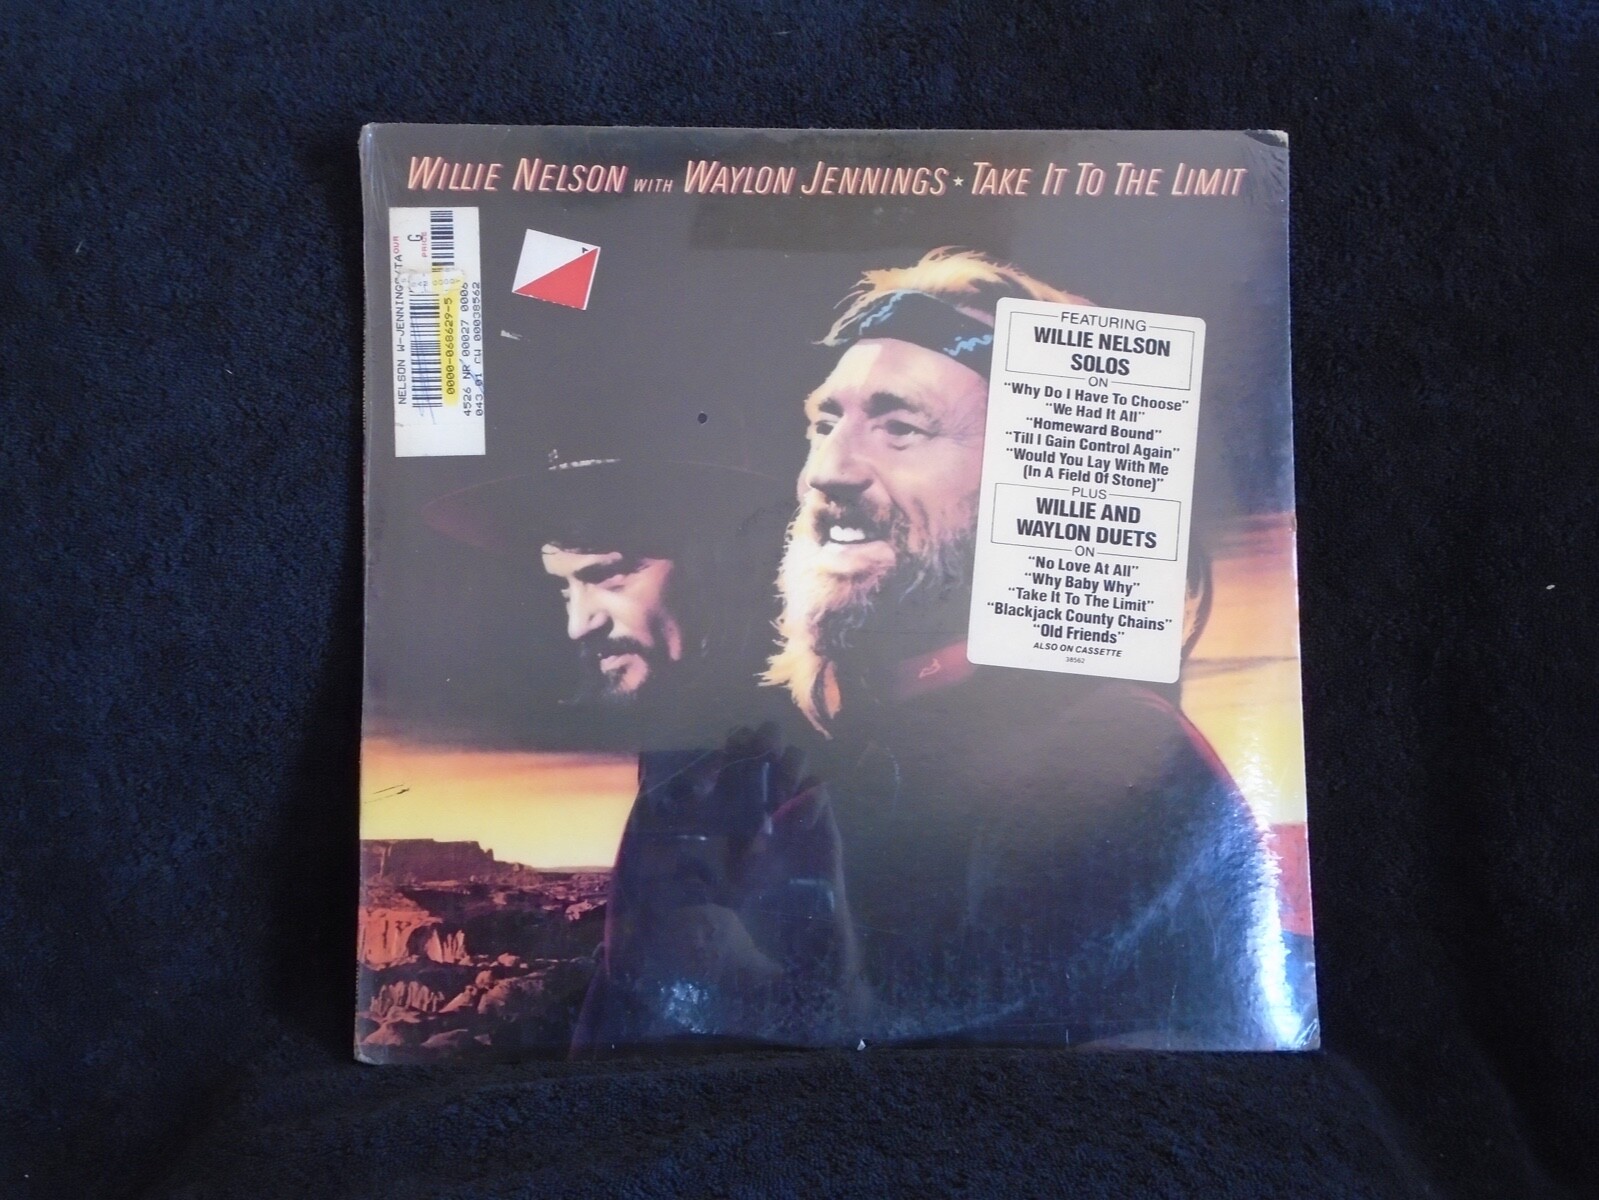 WILLIE NELSON WITH WAYLON JENNINGS ★ TAKE IT TO THE LIMIT
NELSON W-JENNINGS/TA
OUR
PRICE
G
0000-068629-5
4526 NR 00027 0006
043 01 CW 00038562
FEATURING
WILLIE NELSON
SOLOS
ON
"Why Do I Have To Choose"
"We Had It All"
"Homeward Bound"
"Till I Gain Control Again"
"Would You Lay With Me
(In A Field Of Stone)"
PLUS
WILLIE AND
WAYLON DUETS
ON
"No Love At All"
"Why Baby Why"
"Take It To The Limit"
"Blackjack County Chains"
"Old Friends"
ALSO ON CASSETTE
38562